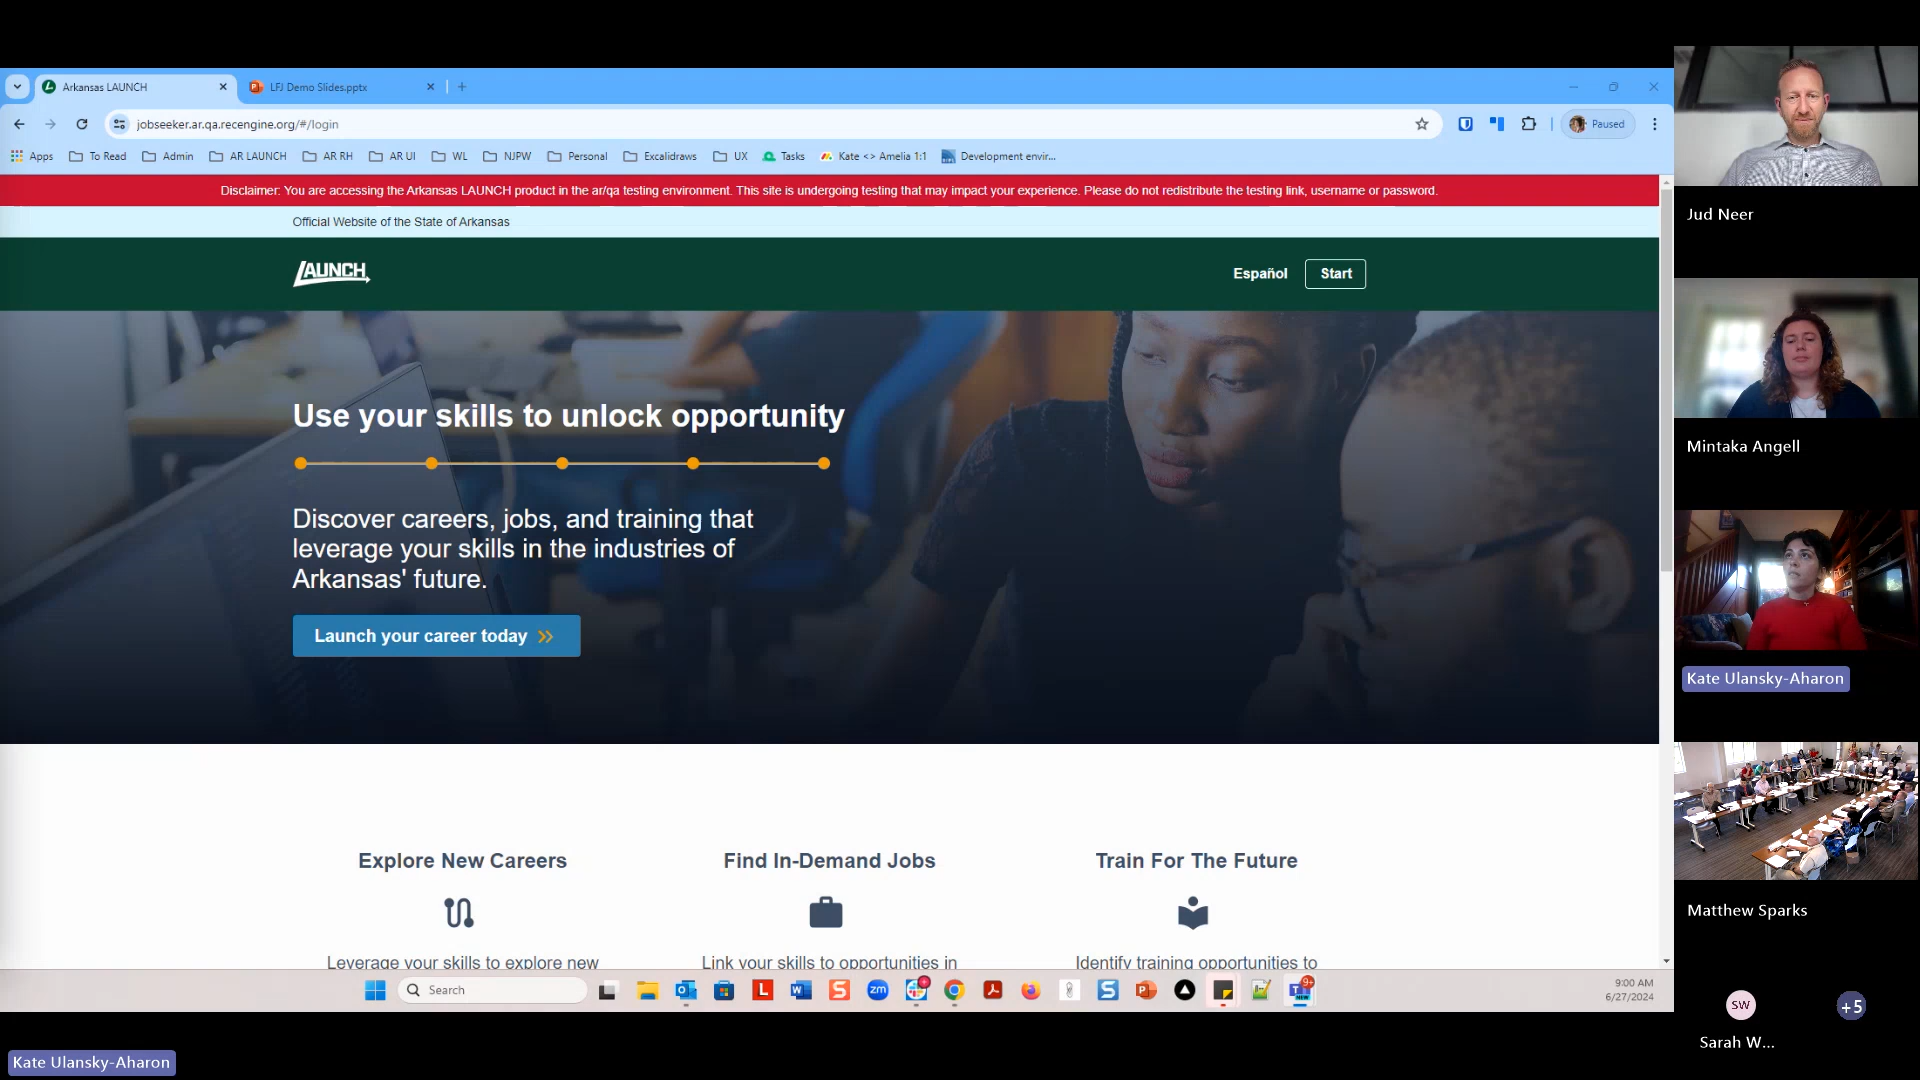 Arkansas LAUNCH
LFJ Demo Slides.pptx
jobseeker.ar.qa.recengine.org/#/login
Paused
Apps
To Read
Admin
AR LAUNCH
AR RH
AR UI
WL
NJPW
Personal
Excalidraws
UX
Tasks
Kate <> Amelia 1:1
Development envir...
Disclaimer: You are accessing the Arkansas LAUNCH product in the ar/qa testing environment. This site is undergoing testing that may impact your experience. Please do not redistribute the testing link, username or password.
Official Website of the State of Arkansas
LAUNCH
Español
Start
Use your skills to unlock opportunity
Discover careers, jobs, and training that
leverage your skills in the industries of
Arkansas' future.
Launch your career today
Explore New Careers
Find In-Demand Jobs
Train For The Future
Leverage your skills to explore new
Link your skills to opportunities in
Identify training opportunities to
Search
9+
9:00 AM
6/27/2024
Jud Neer
Mintaka Angell
Kate Ulansky-Aharon
Matthew Sparks
SW
+5
Sarah W...
Kate Ulansky-Aharon